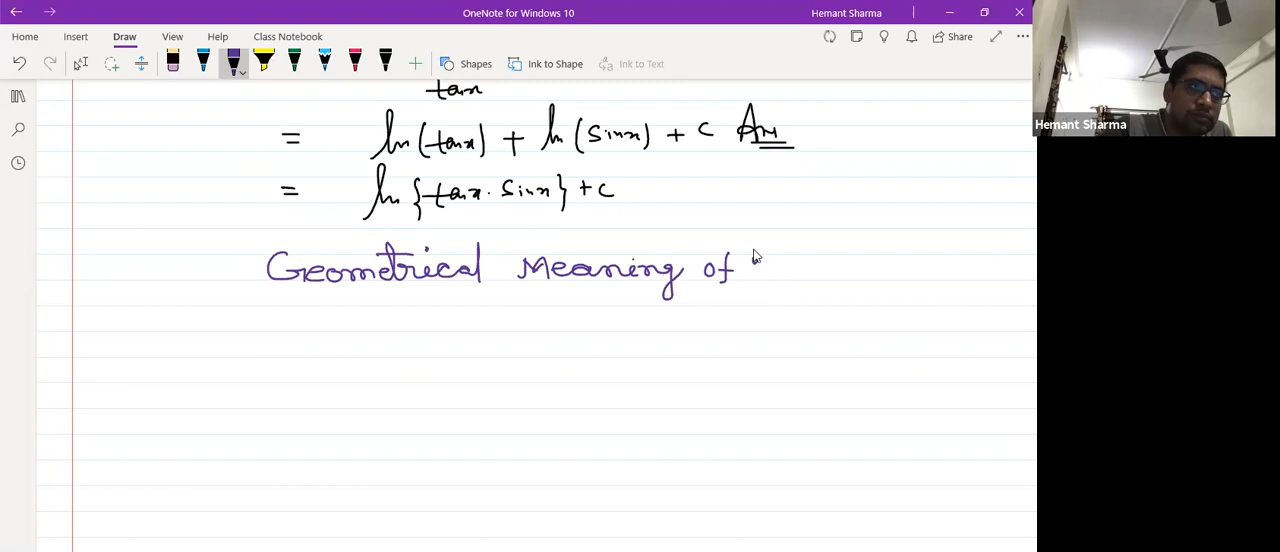 OneNote for Windows 10
Hemant Sharma
Home Insert Draw View Help Class Notebook
Share
Shapes Ink to Shape Ink to Text
tanx
= ln(tanx) + ln(sinx) + c Ans
= ln{tanx. sinx} + c
Geometrical Meaning of
Hemant Sharma